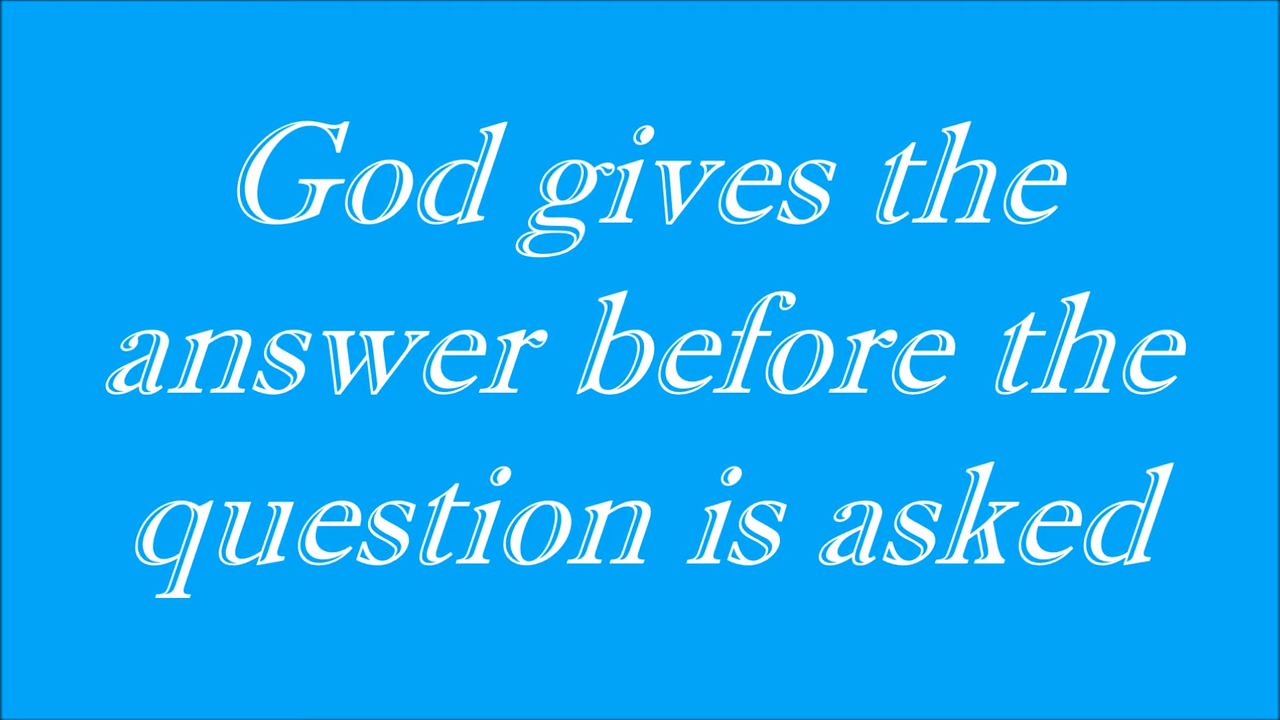 God gives the
answer before the
question is asked